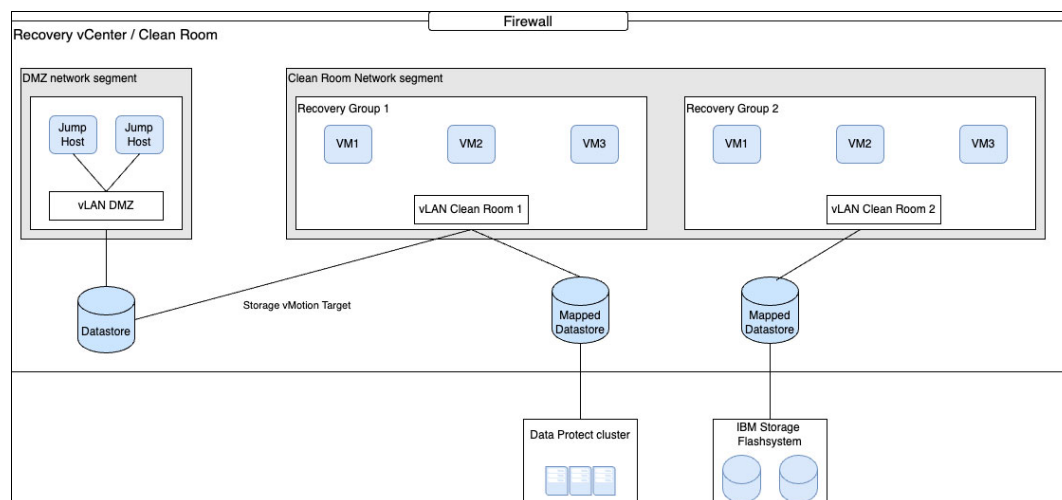 Firewall
Recovery vCenter / Clean Room
DMZ network segment
Jump
Host
Jump
Host
vLAN DMZ
Clean Room Network segment
Recovery Group 1
VM1
VM2
VM3
vLAN Clean Room 1
Recovery Group 2
VM1
VM2
VM3
vLAN Clean Room 2
Storage vMotion Target
Datastore
Mapped
Datastore
Mapped
Datastore
Data Protect cluster
IBM Storage
Flashsystem